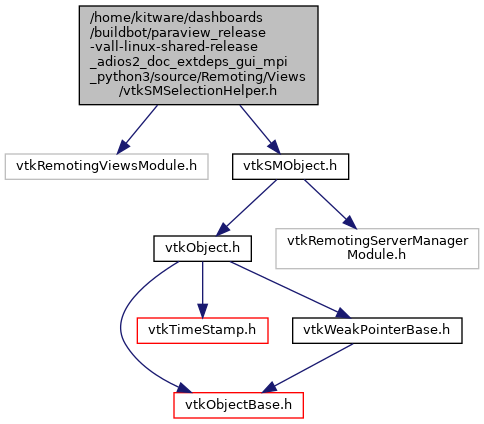 /home/kitware/dashboards
/buildbot/paraview_release
-vall-linux-shared-release
_adios2_doc_extdeps_gui_mpi
_python3/source/Remoting/Views
/vtkSMSelectionHelper.h
vtkRemotingViewsModule.h
vtkSMObject.h
vtkObject.h
vtkRemotingServerManager
Module.h
vtkTimeStamp.h
vtkWeakPointerBase.h
vtkObjectBase.h